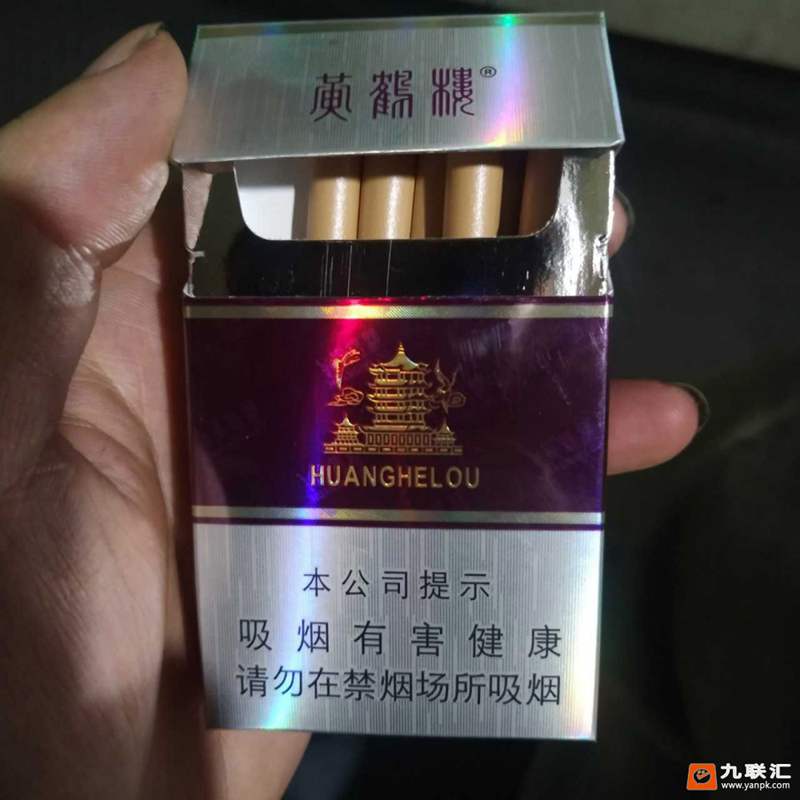 黄鹤楼®
HUANGHELOU
本公司提示
吸烟有害健康
请勿在禁烟场所吸烟
九联汇
www.yanpk.com